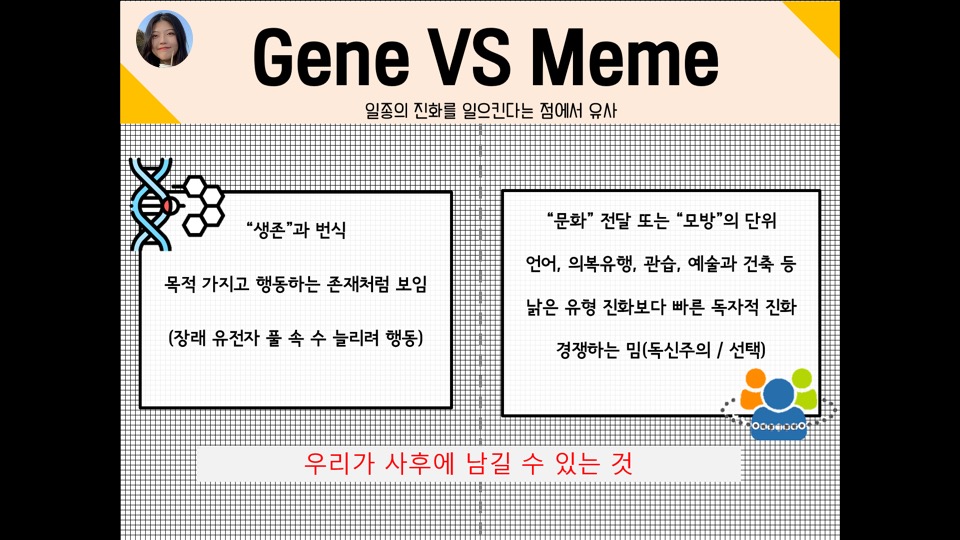 Gene VS Meme
일종의 진화를 일으킨다는 점에서 유사
“생존”과 번식
목적 가지고 행동하는 존재처럼 보임
(장래 유전자 풀 속 수 늘리려 행동)
“문화” 전달 또는 “모방”의 단위
언어, 의복유행, 관습, 예술과 건축 등
낡은 유형 진화보다 빠른 독자적 진화
경쟁하는 밈(독신주의 / 선택)
우리가 사후에 남길 수 있는 것